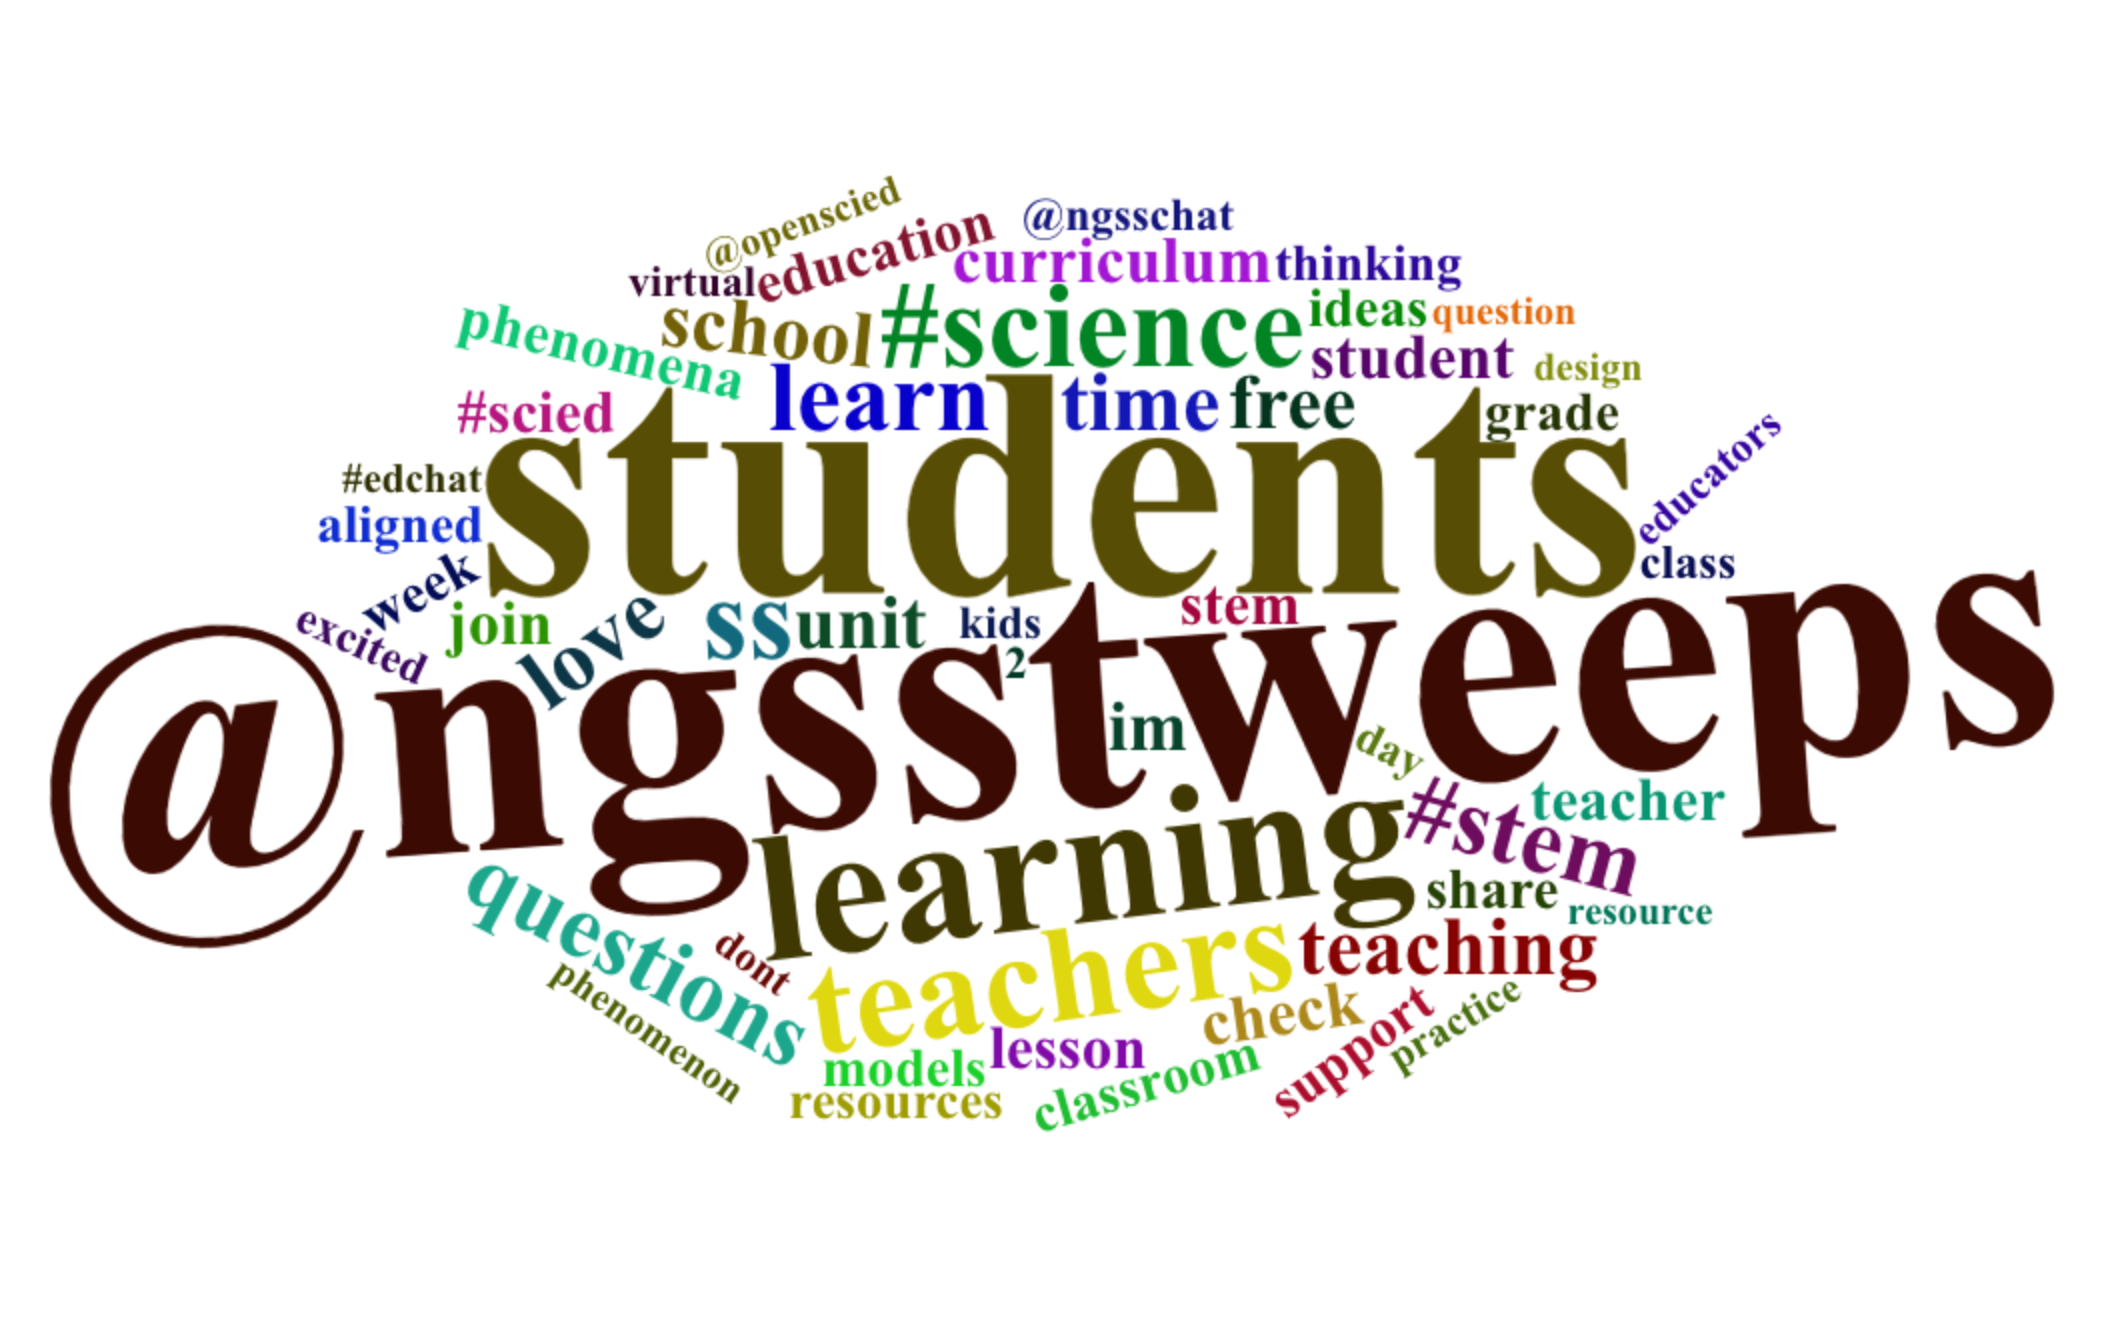 @openscied
@ngsschat
virtual
education
curriculum
thinking
phenomena
school
#science
ideas
question
student
design
#scied
learn
time
free
grade
students
#edchat
aligned
educators
class
week
excited
join
love
ss
unit
kids
2
stem
@ngsstweeps
im
day
learning
#stem
teacher
share
resource
questions
dont
phenomenon
teachers
teaching
check
support
practice
models
lesson
resources
classroom